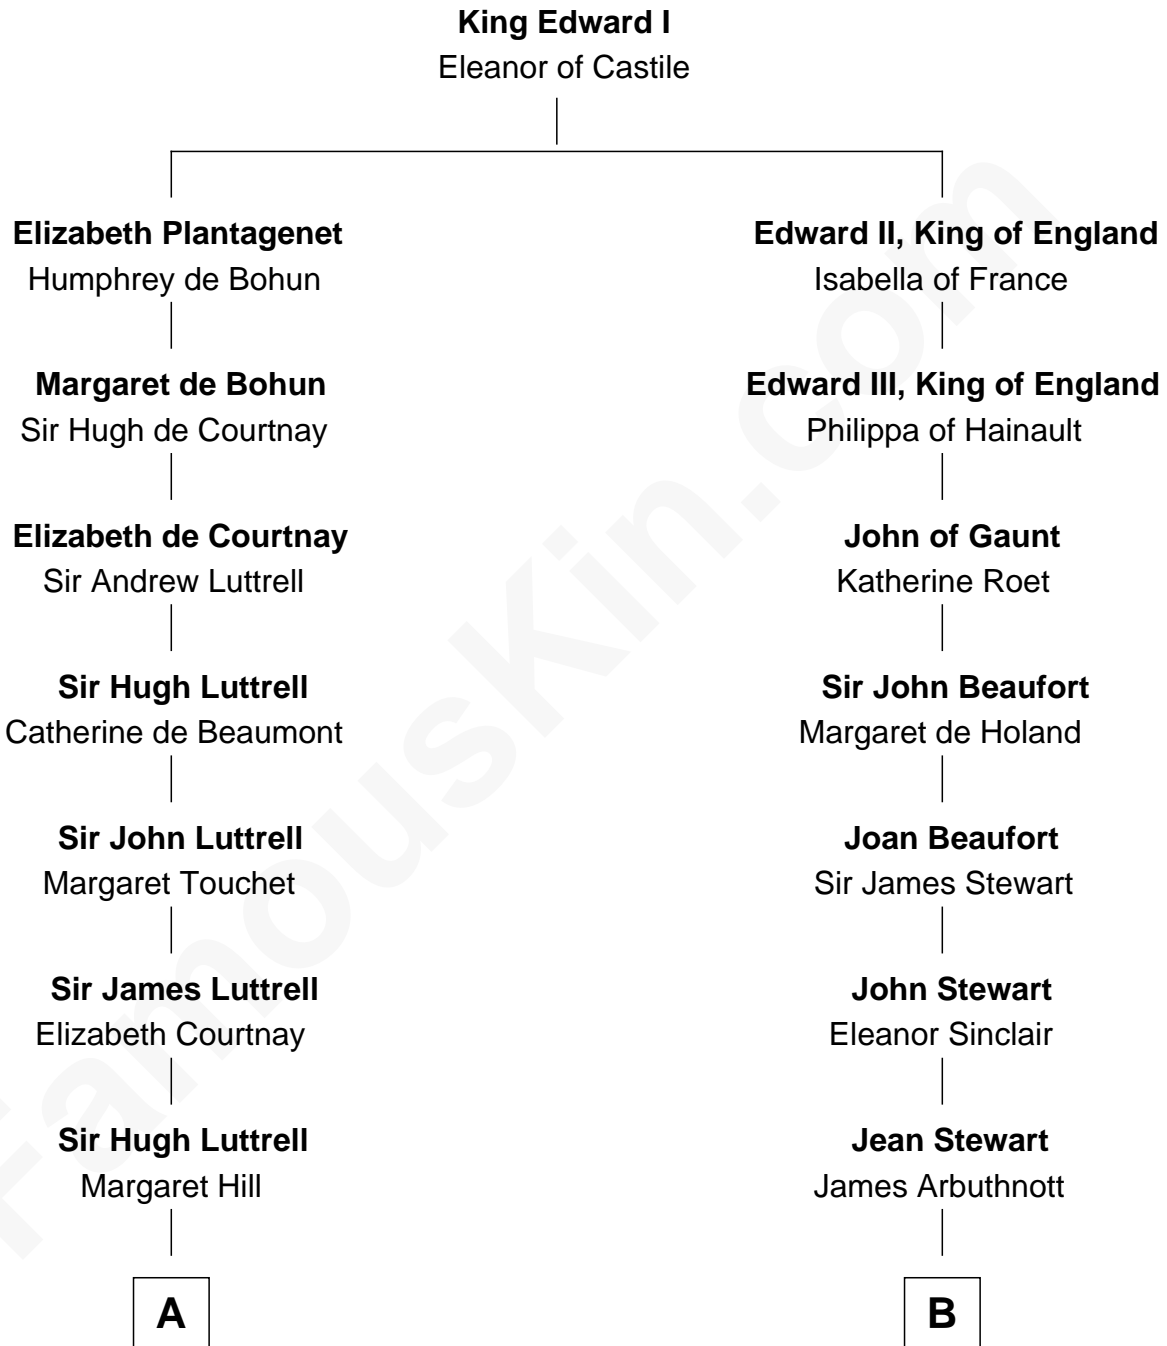 King Edward I
Eleanor of Castile
Elizabeth Plantagenet
Humphrey de Bohun
Edward II, King of England
Isabella of France
Margaret de Bohun
Sir Hugh de Courtnay
Edward III, King of England
Philippa of Hainault
Elizabeth de Courtnay
Sir Andrew Luttrell
John of Gaunt
Katherine Roet
Sir Hugh Luttrell
Catherine de Beaumont
Sir John Beaufort
Margaret de Holand
Sir John Luttrell
Margaret Touchet
Joan Beaufort
Sir James Stewart
Sir James Luttrell
Elizabeth Courtnay
John Stewart
Eleanor Sinclair
Sir Hugh Luttrell
Margaret Hill
Jean Stewart
James Arbuthnott
A
B
FamousKin.com